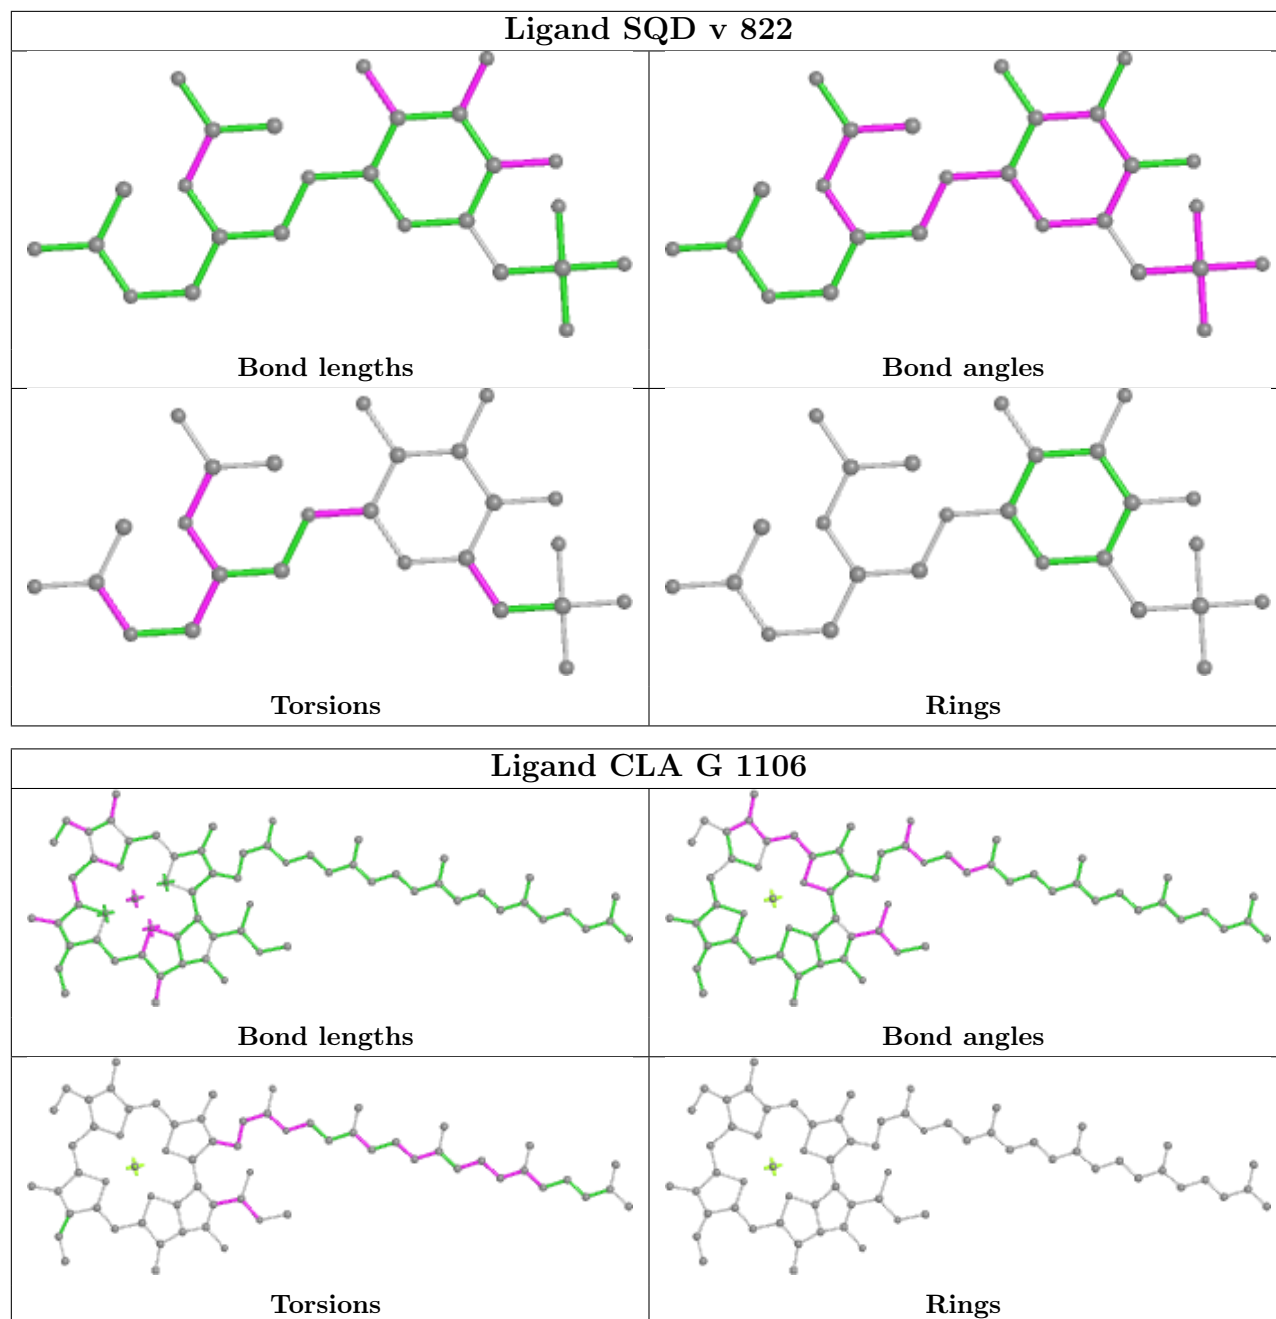 Ligand SQD v 822
Bond lengths
Bond angles
Torsions
Rings
Ligand CLA G 1106
Bond lengths
Bond angles
Torsions
Rings